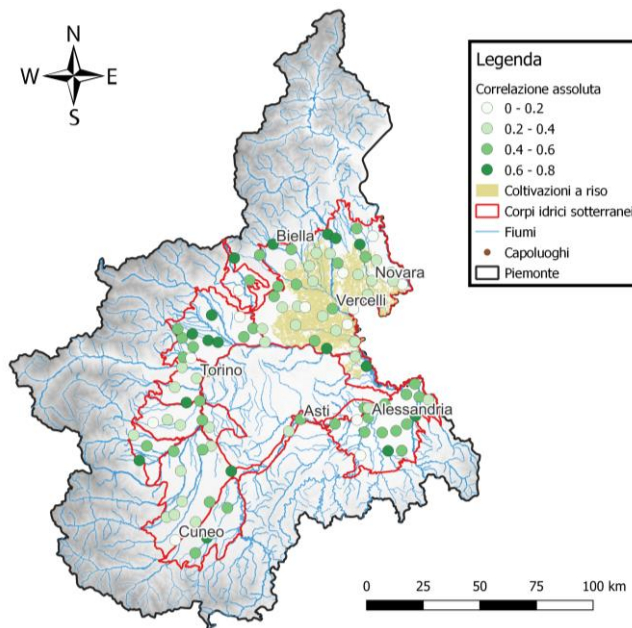 N
W E
S
Legenda
Correlazione assoluta
0 - 0.2
0.2 - 0.4
0.4 - 0.6
0.6 - 0.8
Coltivazioni a riso
Corpi idrici sotterranei
Fiumi
Capoluoghi
Piemonte
Biella
Novara
Vercelli
Torino
Asti
Alessandria
Cuneo
0 25 50 75 100 km